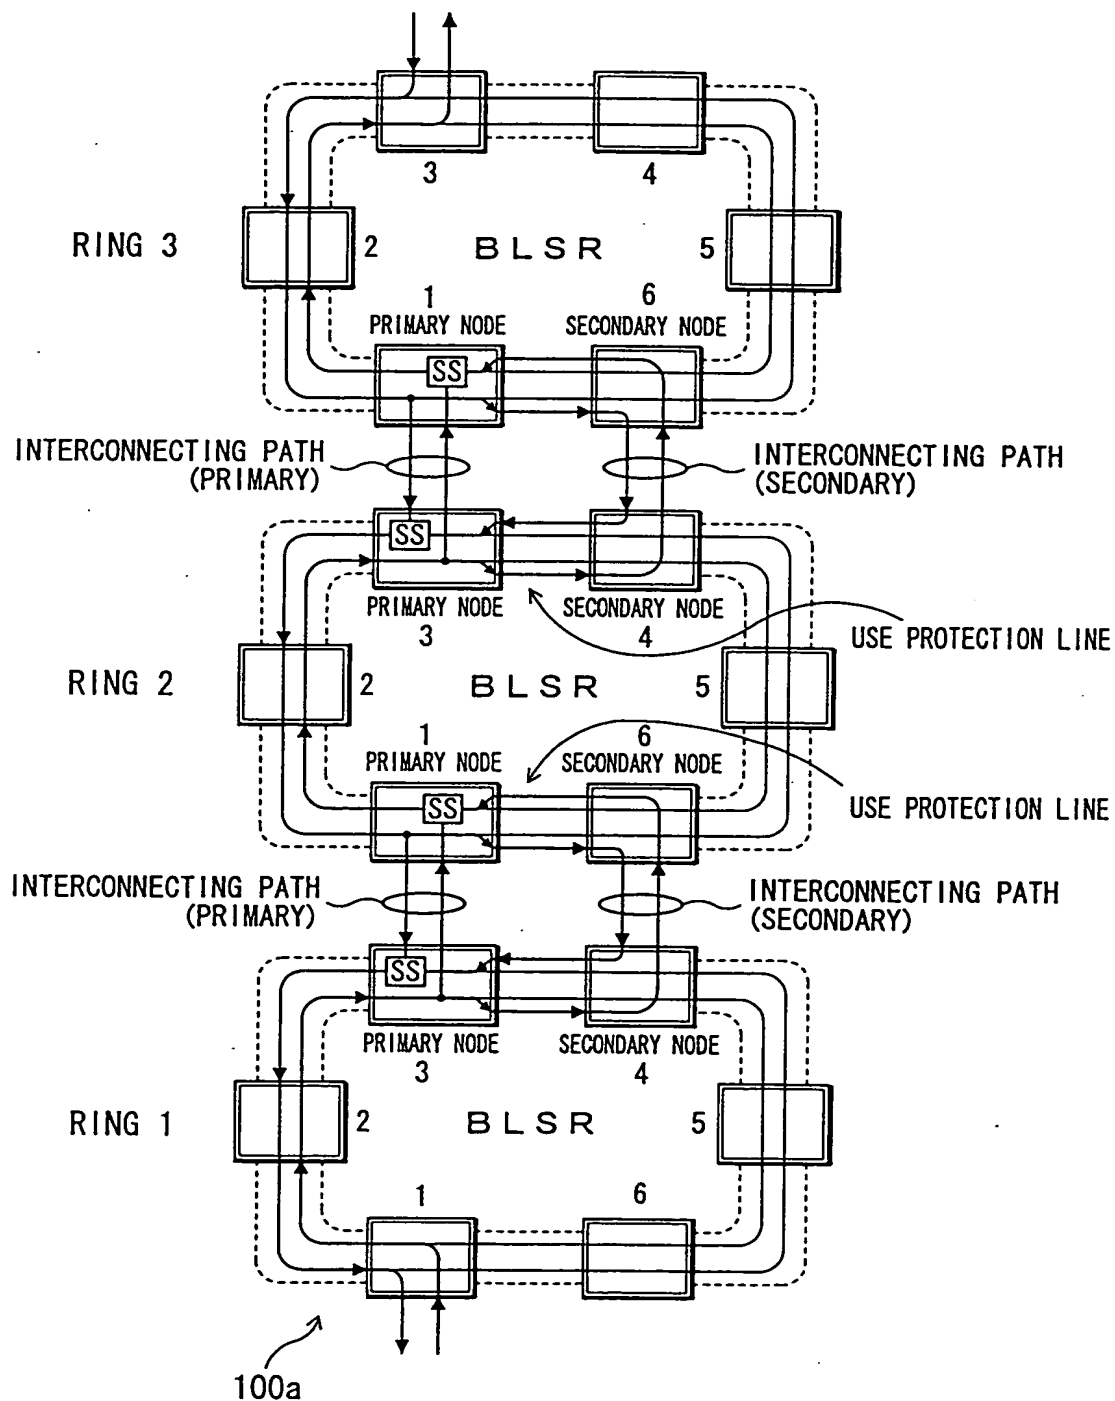 3
4
RING 3
2
BLSR
5
1
PRIMARY NODE
6
SECONDARY NODE
SS
INTERCONNECTING PATH
(PRIMARY)
INTERCONNECTING PATH
(SECONDARY)
SS
PRIMARY NODE
3
SECONDARY NODE
4
USE PROTECTION LINE
RING 2
2
BLSR
5
1
PRIMARY NODE
6
SECONDARY NODE
SS
USE PROTECTION LINE
INTERCONNECTING PATH
(PRIMARY)
INTERCONNECTING PATH
(SECONDARY)
SS
PRIMARY NODE
3
SECONDARY NODE
4
RING 1
2
BLSR
5
1
6
100a